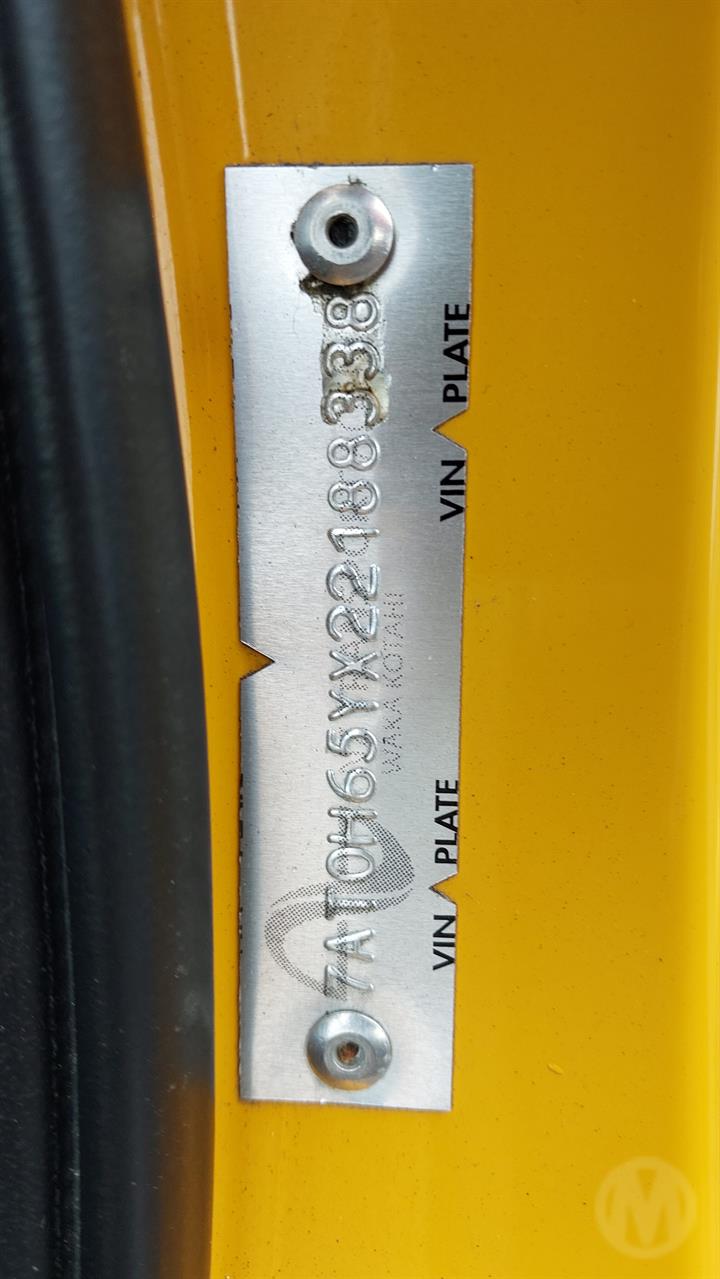 7AT0H65YX22188338
WAKA KOTAHI
VIN PLATE
VIN PLATE
M